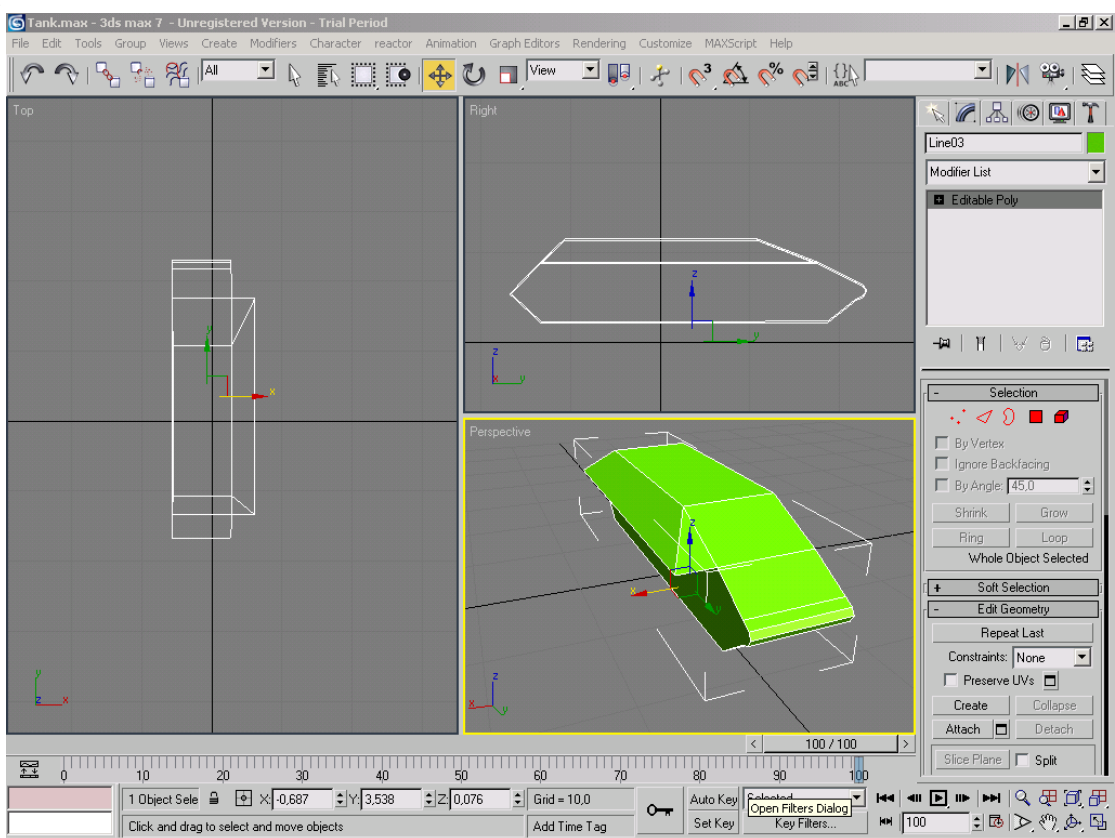 Tank.max - 3ds max 7 - Unregistered Version - Trial Period
File Edit Tools Group Views Create Modifiers Character reactor Animation Graph Editors Rendering Customize MAXScript Help
All View 3 % ABC
Top
Right
Line03
Modifier List
Editable Poly
y
x
z
y
z
x y
Selection
Perspective
By Vertex
Ignore Backfacing
By Angle: 45,0
Shrink Grow
Ring Loop
Whole Object Selected
z
x
y
+ Soft Selection
- Edit Geometry
Repeat Last
Constraints: None
Preserve UVs
y
z x
z
x y
Create Collapse
Attach Detach
< 100 / 100 >
Slice Plane Split
0 10 20 30 40 50 60 70 80 90 100
1 Object Sele X: -0,687 Y: 3,538 Z: 0,076 Grid = 10,0 Auto Key Selected
Open Filters Dialog
Click and drag to select and move objects Add Time Tag Set Key Key Filters... 100